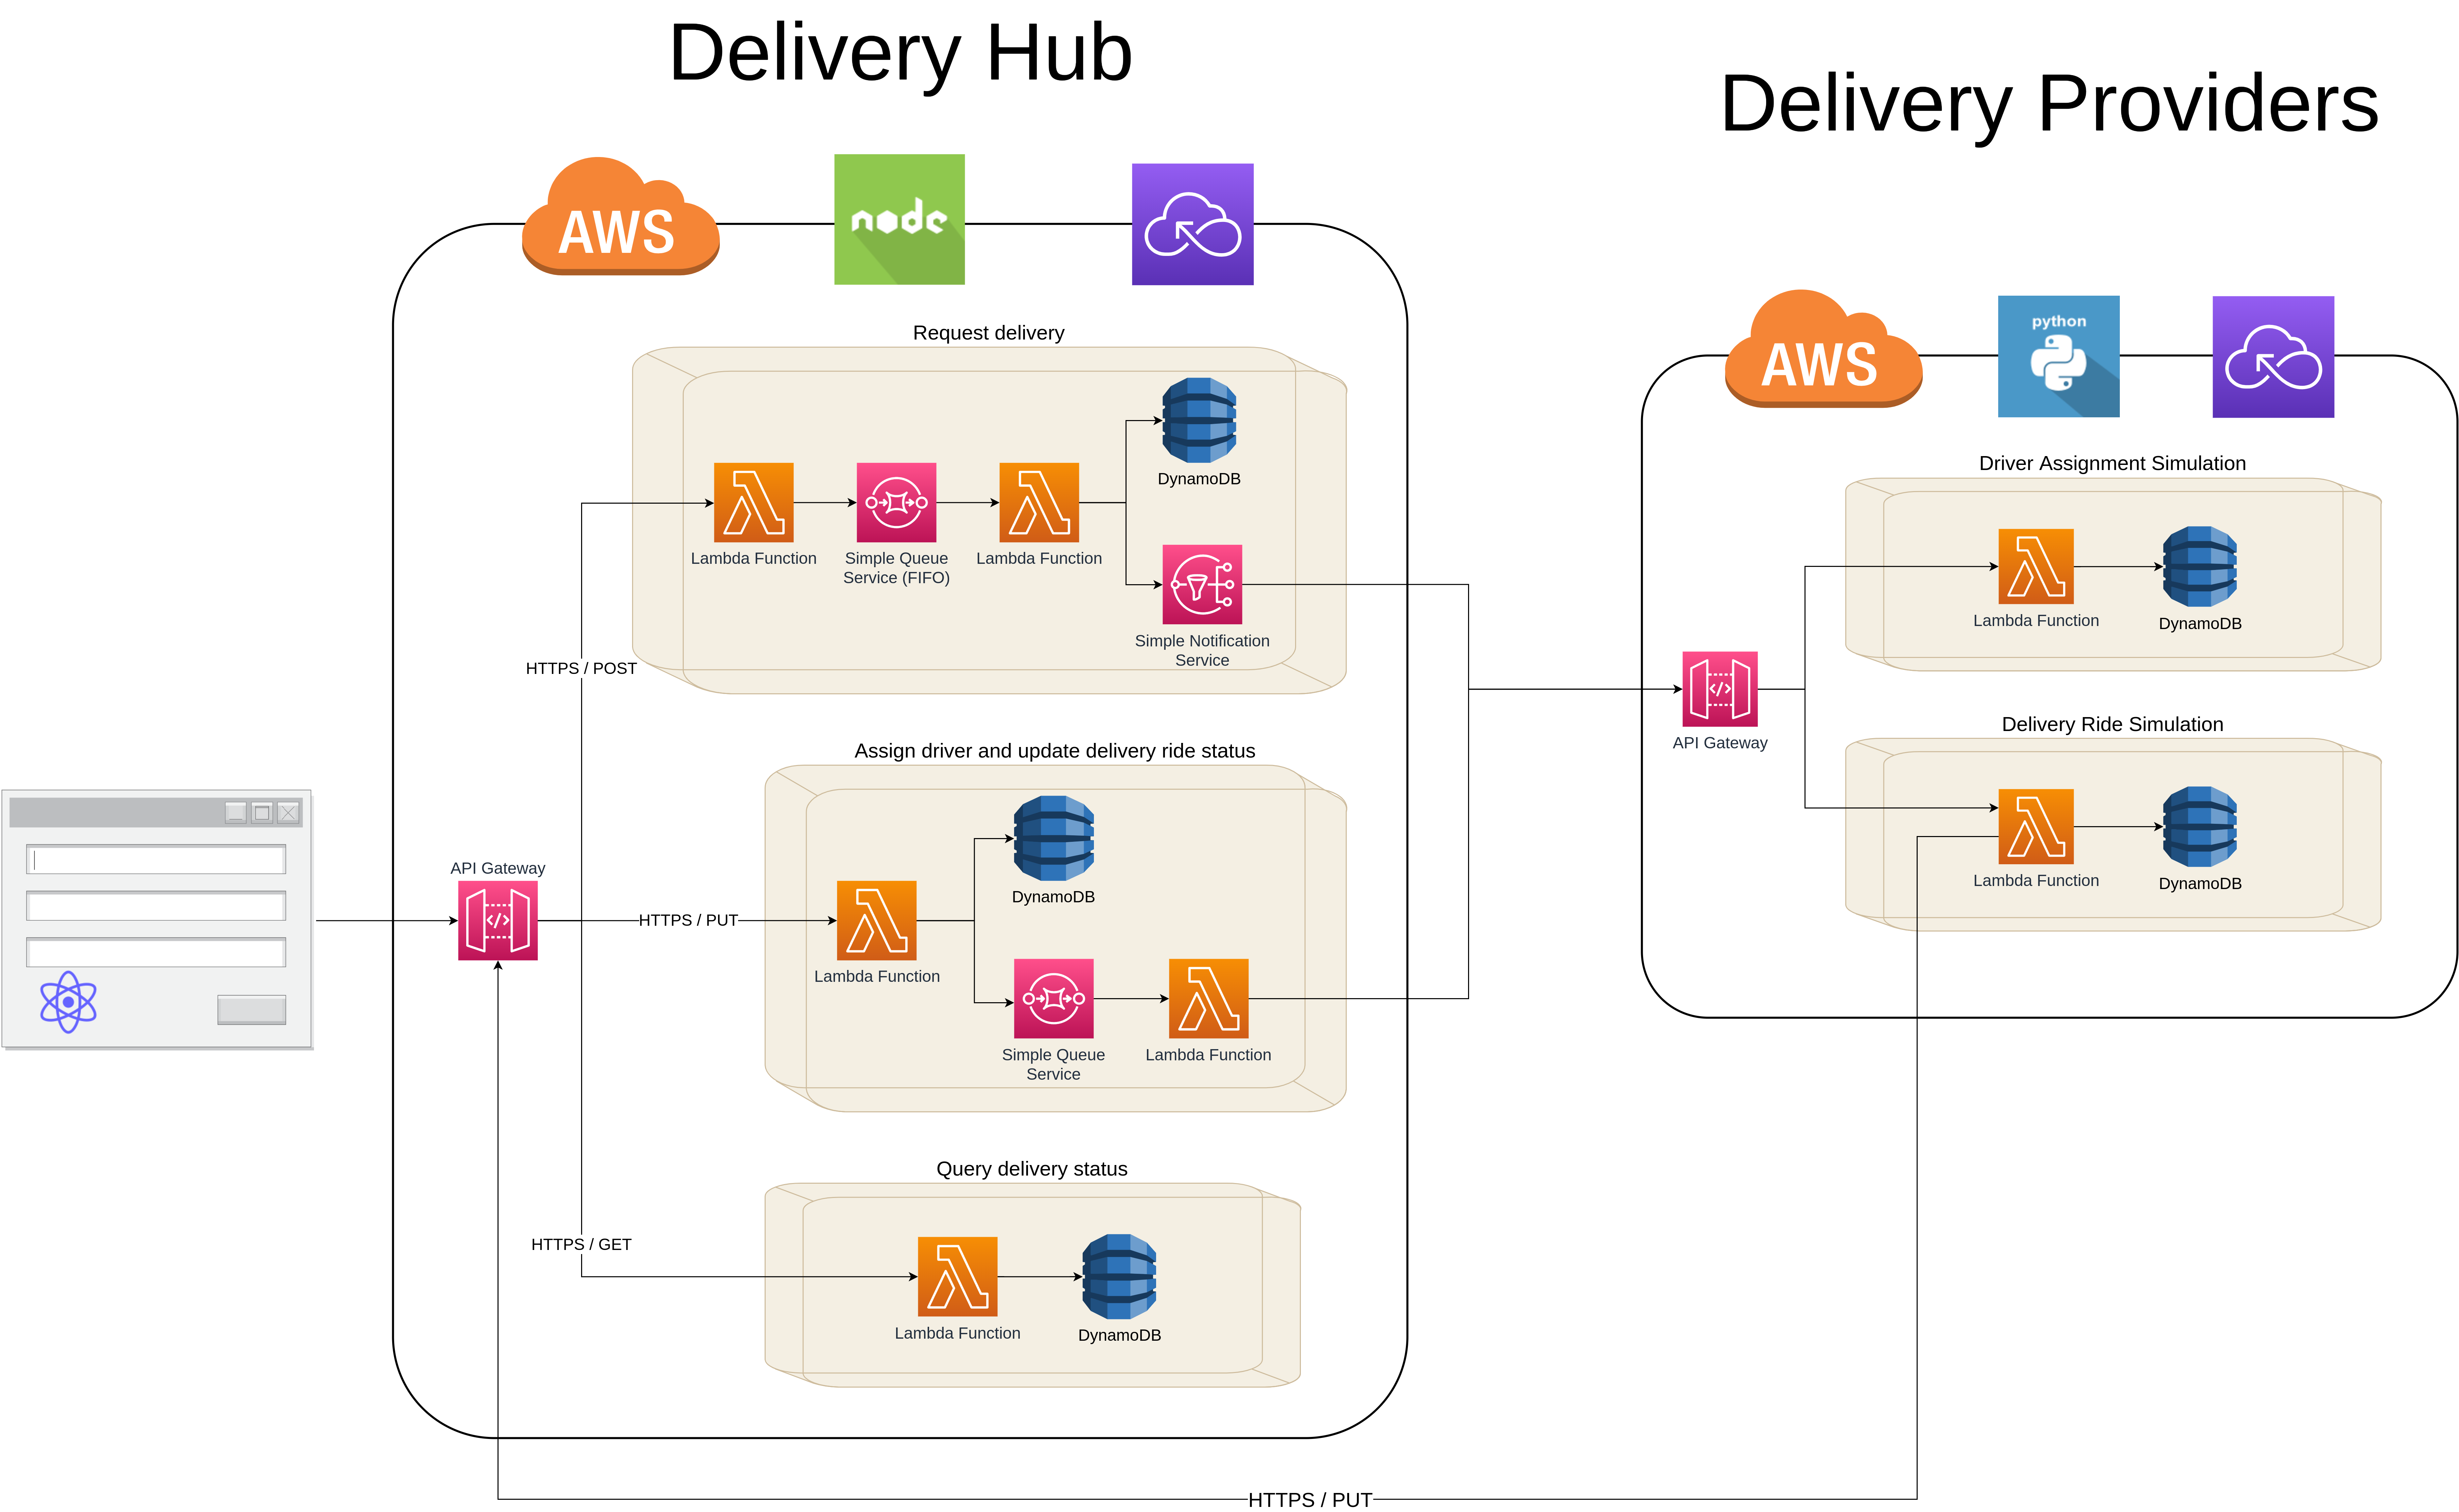 Delivery Hub
Delivery Providers
AWS
node
AWS
python
Request delivery
DynamoDB
Lambda Function
Simple Queue
Service (FIFO)
Lambda Function
Simple Notification
Service
HTTPS / POST
Assign driver and update delivery ride status
API Gateway
HTTPS / PUT
DynamoDB
Lambda Function
Simple Queue
Service
Lambda Function
Query delivery status
HTTPS / GET
Lambda Function
DynamoDB
Driver Assignment Simulation
Lambda Function
DynamoDB
API Gateway
Delivery Ride Simulation
Lambda Function
DynamoDB
HTTPS / PUT